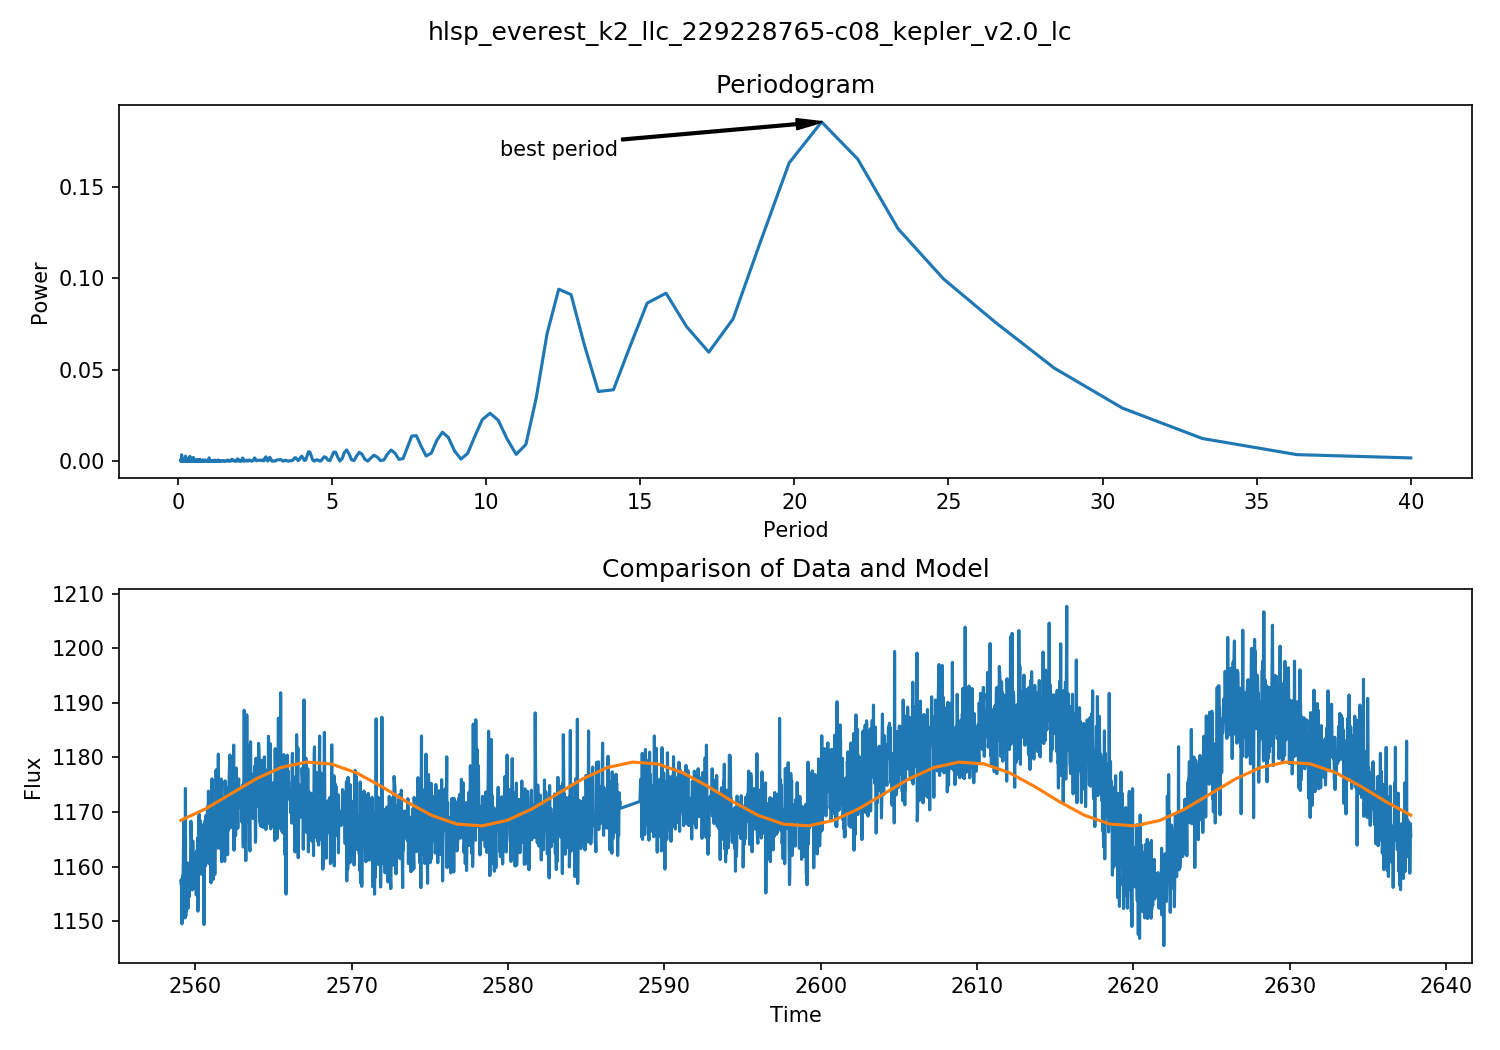 hlsp_everest_k2_llc_229228765-c08_kepler_v2.0_lc
Periodogram
best period
0.15
0.10
0.05
0.00
Power
0 5 10 15 20 25 30 35 40
Period
Comparison of Data and Model
1210
1200
1190
1180
1170
1160
1150
Flux
2560 2570 2580 2590 2600 2610 2620 2630 2640
Time